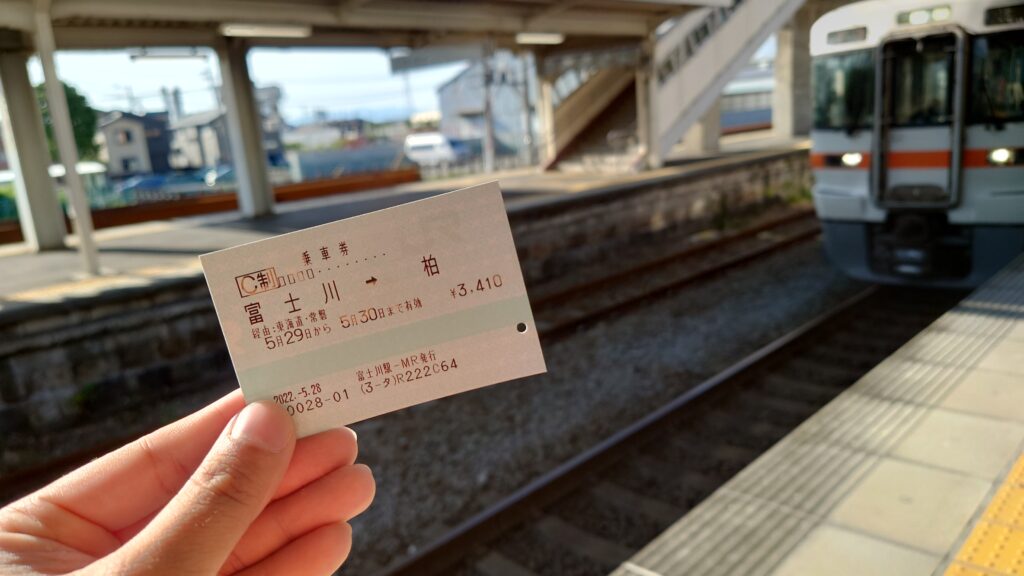 乗車券
C制
富士川 → 柏
経由:東海道・常磐 ¥3,410
5月29日から 5月30日まで有効
2022.-5.28 富士川駅-MR発行
0028-01 (3-タ)R222064